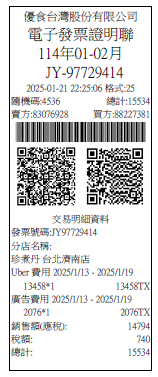 優食台灣股份有限公司
電子發票證明聯
114年01-02月
JY-97729414
2025-01-21 22:25:06 格式:25
隨機碼:4536 總計:15534
賣方:83076928 買方:88227381
交易明細資料
發票號碼:JY97729414
分店名稱:
珍煮丹 台北濟南店
Uber 費用 2025/1/13 - 2025/1/19
13458*1 13458TX
廣告費用 2025/1/13 - 2025/1/19
2076*1 2076TX
銷售額(應稅): 14794
稅額: 740
總計: 15534